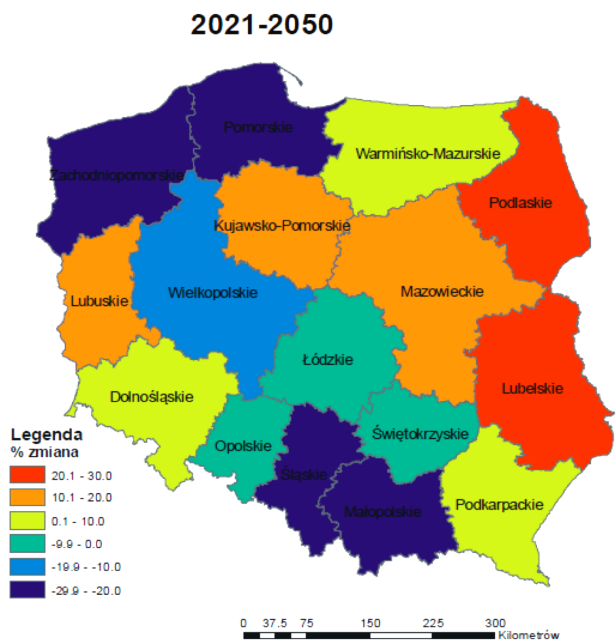 2021-2050
Pomorskie
Warmińsko-Mazurskie
Zachodniopomorskie
Podlaskie
Kujawsko-Pomorskie
Mazowieckie
Wielkopolskie
Lubuskie
Łódzkie
Lubelskie
Dolnośląskie
Świętokrzyskie
Opolskie
Śląskie
Podkarpackie
Małopolskie
Legenda
% zmiana
20.1 - 30.0
10.1 - 20.0
0.1 - 10.0
-9.9 - 0.0
-19.9 - -10.0
-29.9 - -20.0
0 37.5 75 150 225 300
Kilometrów